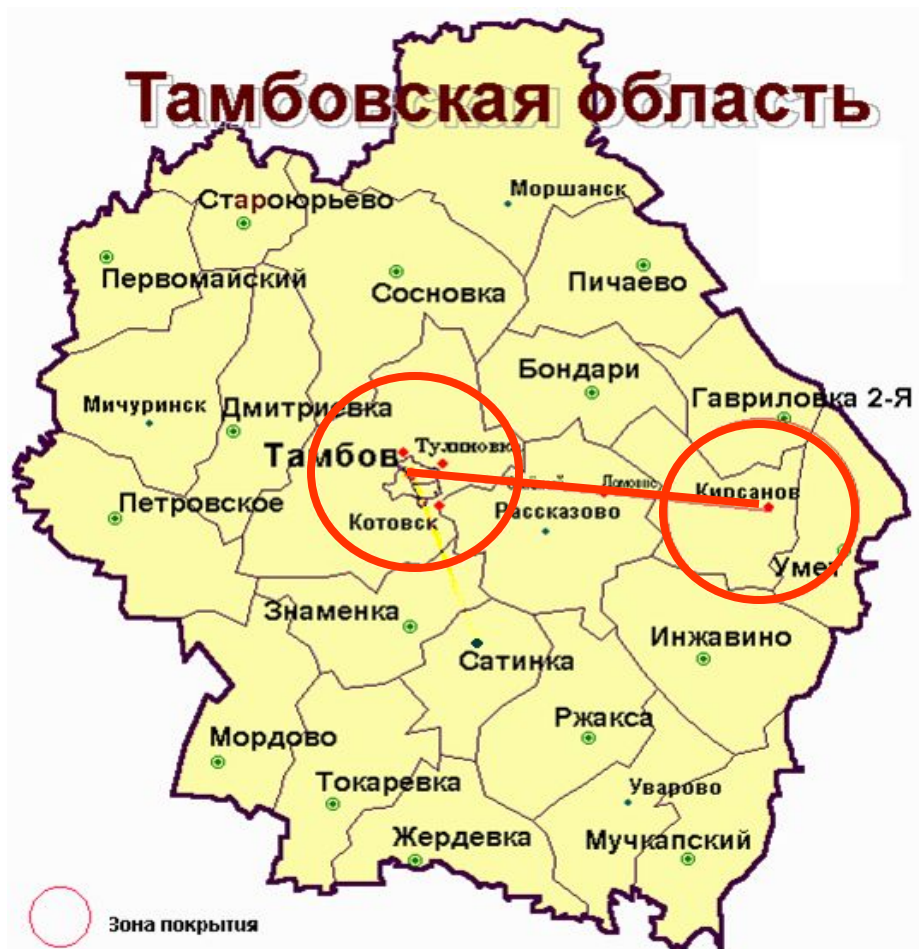 Тамбовская область
Моршанск
Староюрьево
Первомайский
Сосновка
Пичаево
Бондари
Гавриловка 2-Я
Мичуринск
Дмитриевка
Тамбов
Тулиновк
Кирсанов
Петровское
Котовск
Рассказово
Умет
Знаменка
Инжавино
Сатинка
Ржакса
Мордово
Токаревка
Уварово
Жердевка
Мучкапский
Зона покрытия